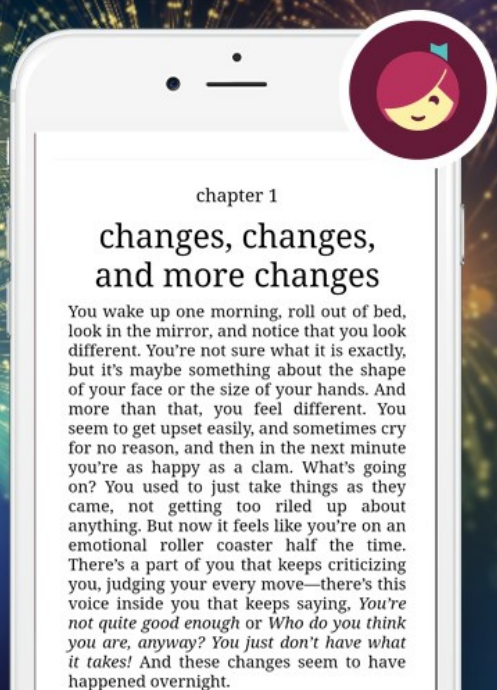 chapter 1
changes, changes,
and more changes
You wake up one morning, roll out of bed,
look in the mirror, and notice that you look
different. You’re not sure what it is exactly,
but it’s maybe something about the shape
of your face or the size of your hands. And
more than that, you feel different. You
seem to get upset easily, and sometimes cry
for no reason, and then in the next minute
you’re as happy as a clam. What’s going
on? You used to just take things as they
came, not getting too riled up about
anything. But now it feels like you’re on an
emotional roller coaster half the time.
There’s a part of you that keeps criticizing
you, judging your every move—there’s this
voice inside you that keeps saying, You’re
not quite good enough or Who do you think
you are, anyway? You just don’t have what
it takes! And these changes seem to have
happened overnight.